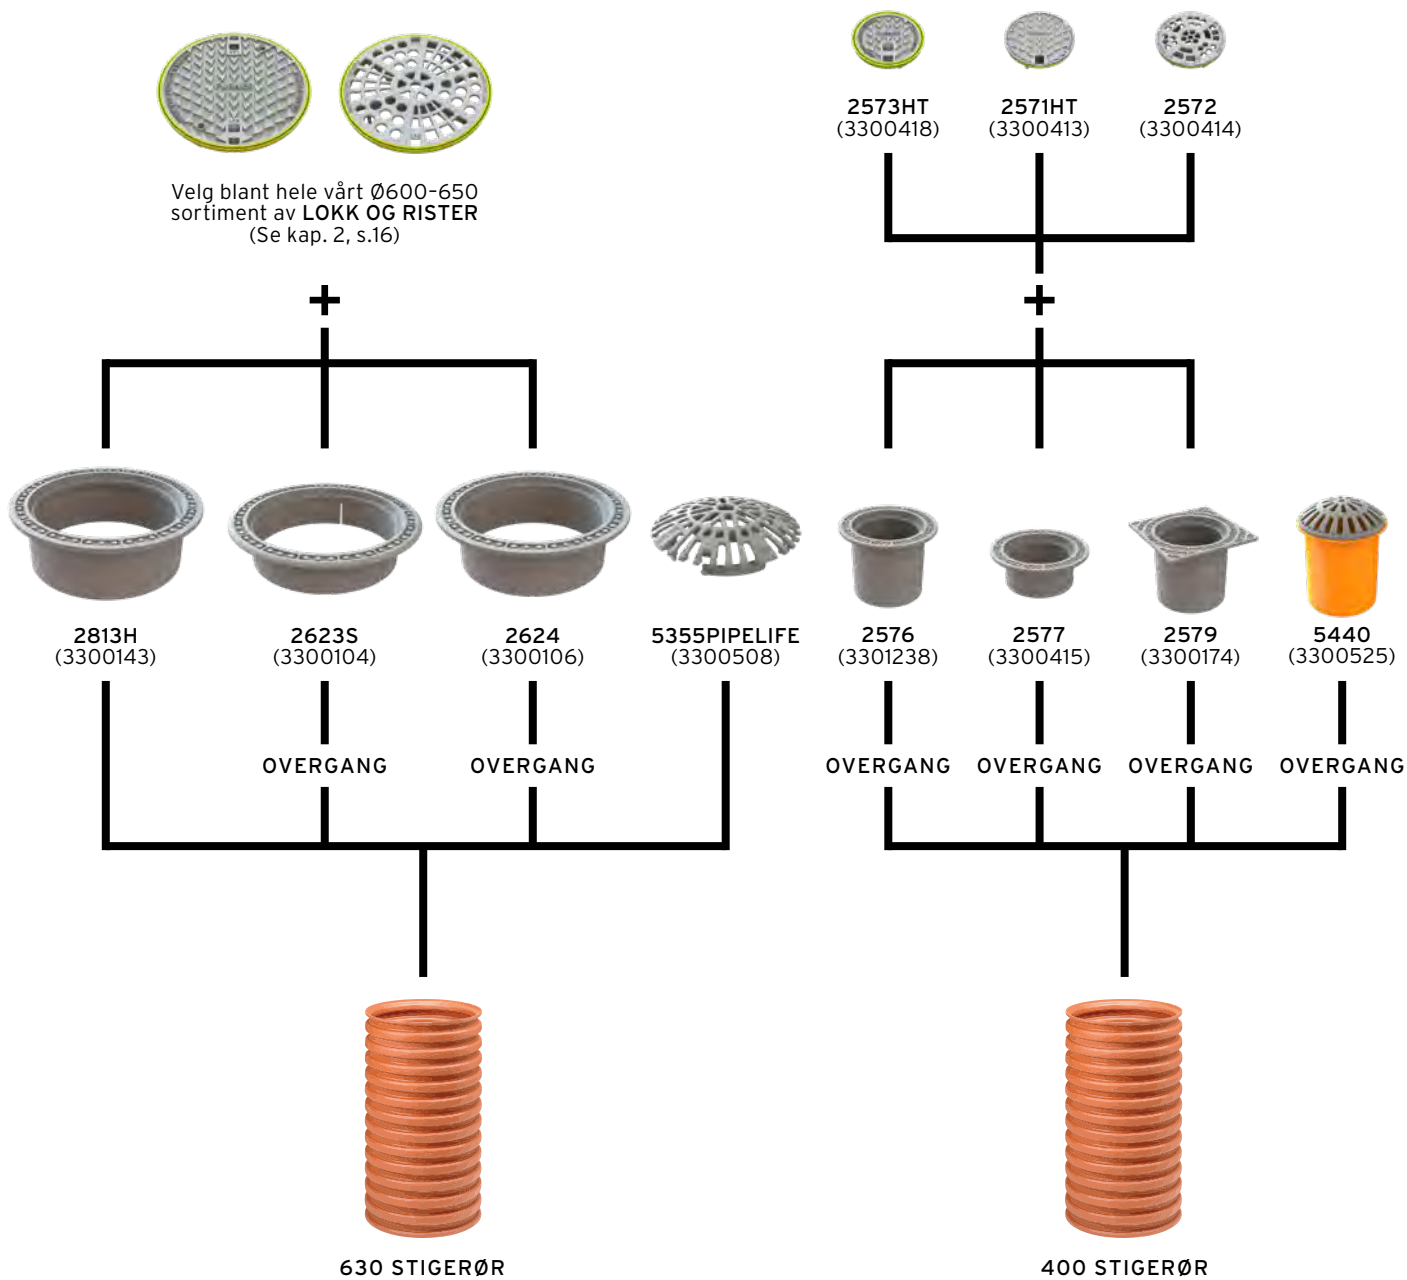 Velg blant hele vårt Ø600-650
sortiment av LOKK OG RISTER
(Se kap. 2, s.16)
2573HT
(3300418)
2571HT
(3300413)
2572
(3300414)
+
+
2813H
(3300143)
2623S
(3300104)
2624
(3300106)
5355PIPELIFE
(3300508)
2576
(3301238)
2577
(3300415)
2579
(3300174)
5440
(3300525)
OVERGANG
OVERGANG
OVERGANG
OVERGANG
OVERGANG
OVERGANG
630 STIGERØR
400 STIGERØR